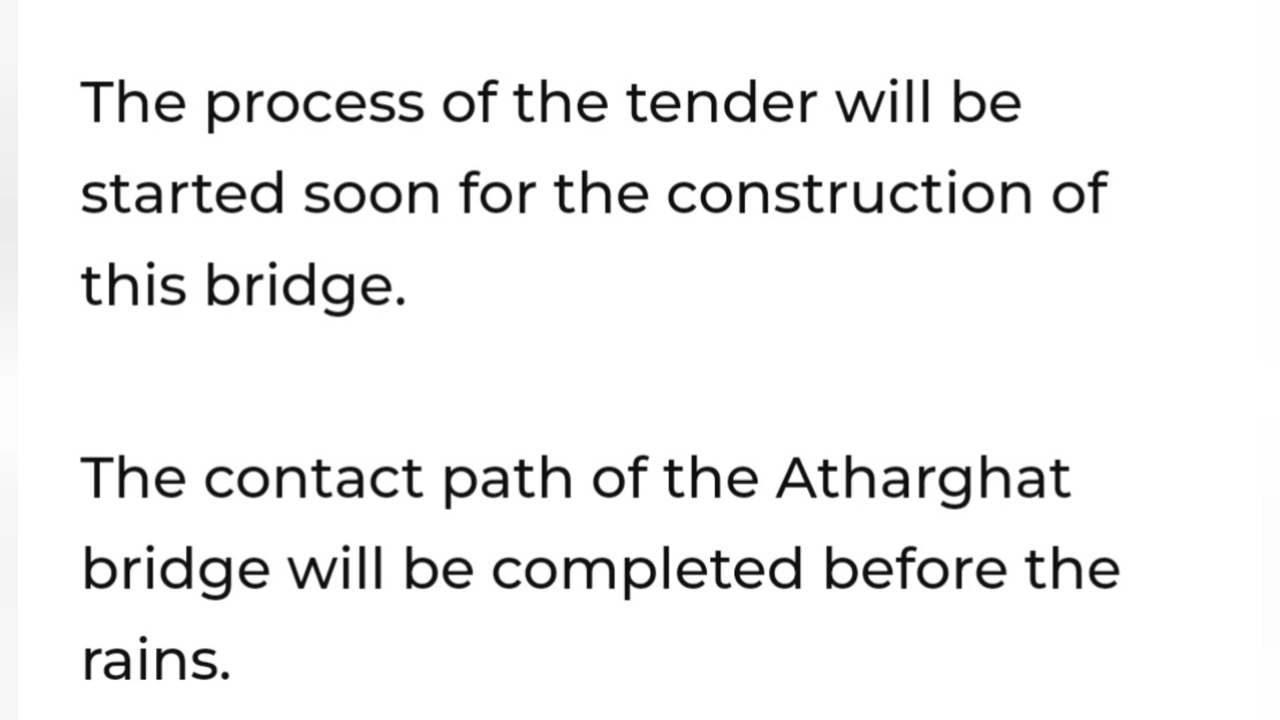 The process of the tender will be
started soon for the construction of
this bridge.
The contact path of the Atharghat
bridge will be completed before the
rains.